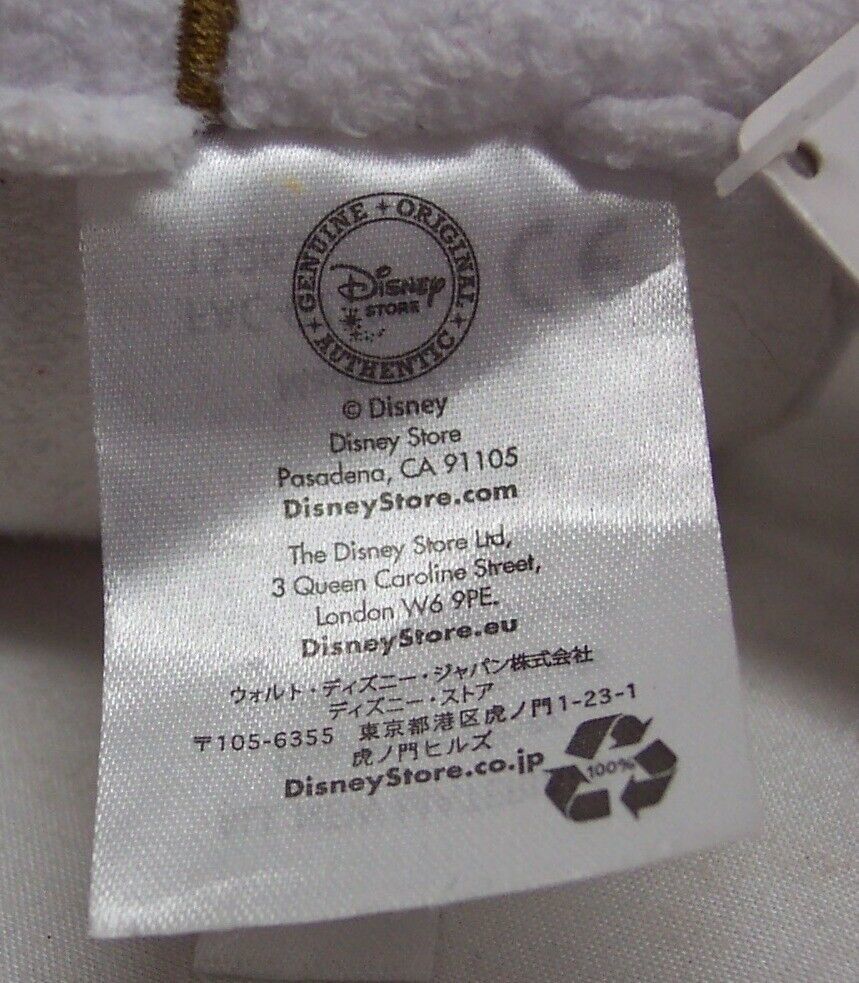 GENUINE ✦ ORIGINAL ✦ AUTHENTIC ✦
Disney
STORE
© Disney
Disney Store
Pasadena, CA 91105
DisneyStore.com
The Disney Store Ltd,
3 Queen Caroline Street,
London W6 9PE.
DisneyStore.eu
ウォルト・ディズニー・ジャパン株式会社
ディズニー・ストア
〒105-6355 東京都港区虎ノ門1-23-1
虎ノ門ヒルズ
DisneyStore.co.jp
100%